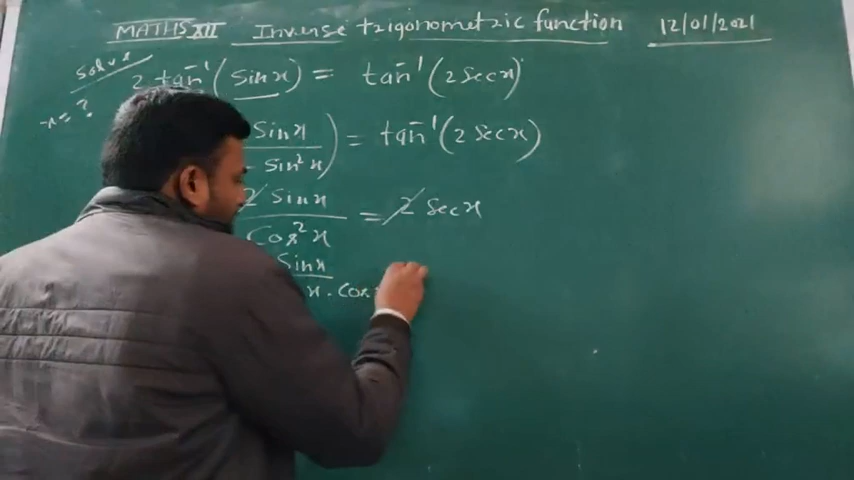 MATHS XII Inverse trigonometric function 12/01/2021
Solve
2 tan⁻¹ (sin x) = tan⁻¹ (2 sec x)
x = ?
sin x / - sin² x ) = tan⁻¹ (2 sec x)
2 sin x / cos² x = 2 sec x
sin x / x . cos